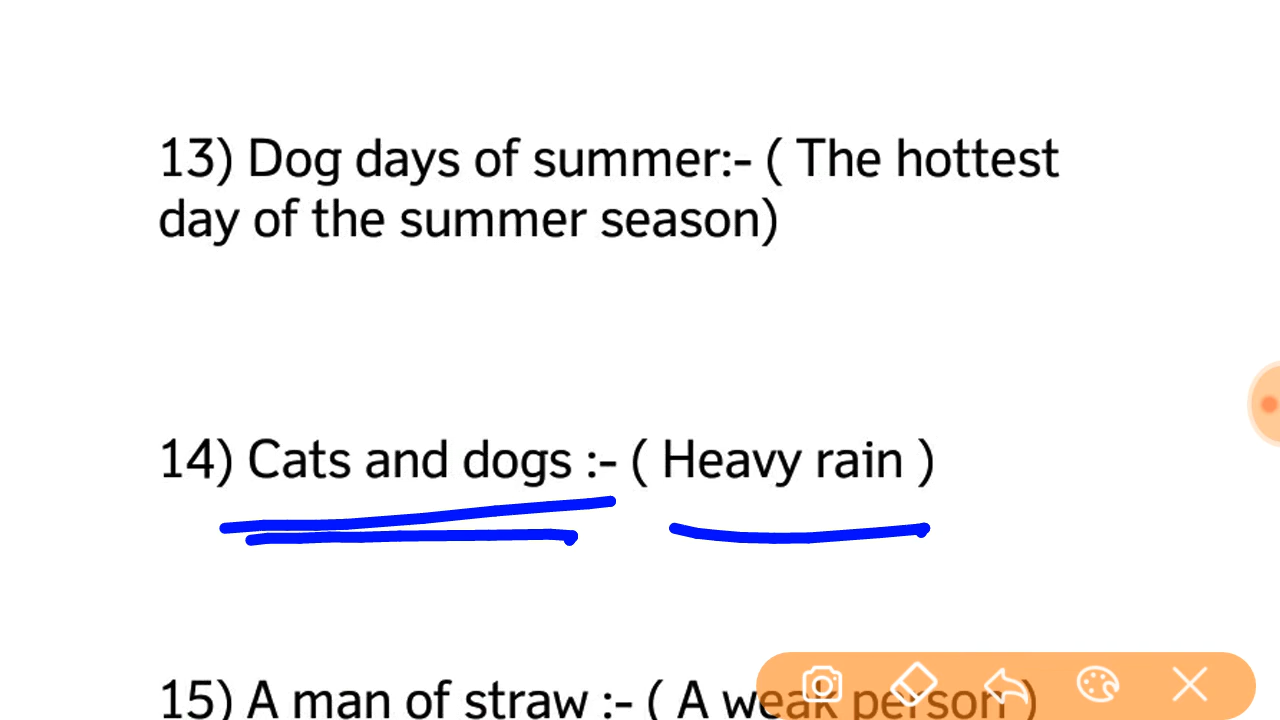 13) Dog days of summer:- ( The hottest
day of the summer season)
14) Cats and dogs :- ( Heavy rain )
15) A man of straw :- ( A weak person )